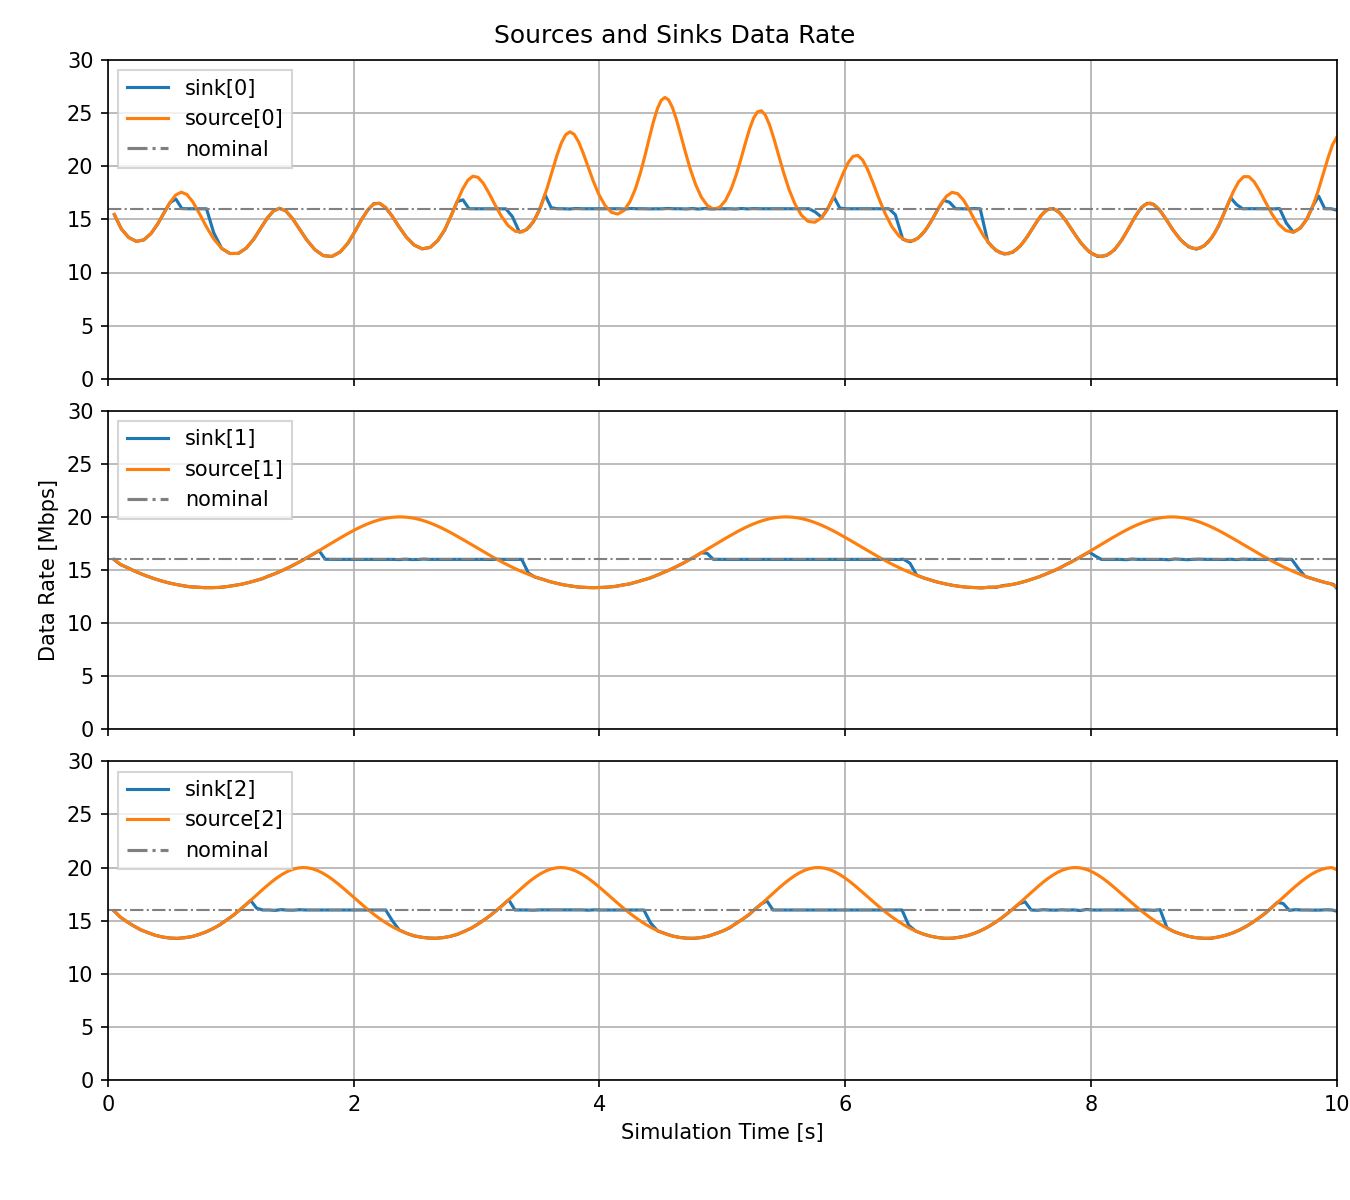 Sources and Sinks Data Rate
30
25
20
15
10
5
0
sink[0]
source[0]
nominal
30
25
20
15
10
5
0
sink[1]
source[1]
nominal
Data Rate [Mbps]
30
25
20
15
10
5
0
sink[2]
source[2]
nominal
0 2 4 6 8 10
Simulation Time [s]